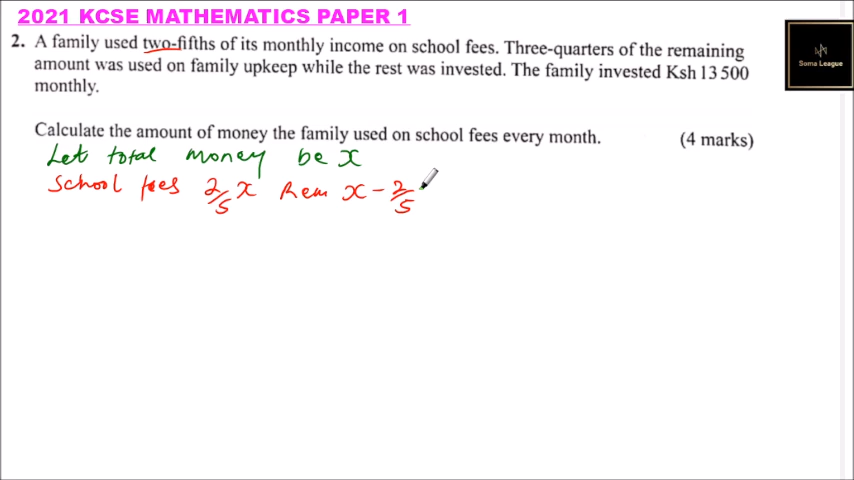 2021 KCSE MATHEMATICS PAPER 1
2. A family used two-fifths of its monthly income on school fees. Three-quarters of the remaining
amount was used on family upkeep while the rest was invested. The family invested Ksh 13 500
monthly.
Soma League
Calculate the amount of money the family used on school fees every month. (4 marks)
Let total money be x
School fees 2/5 x Rem x - 2/5